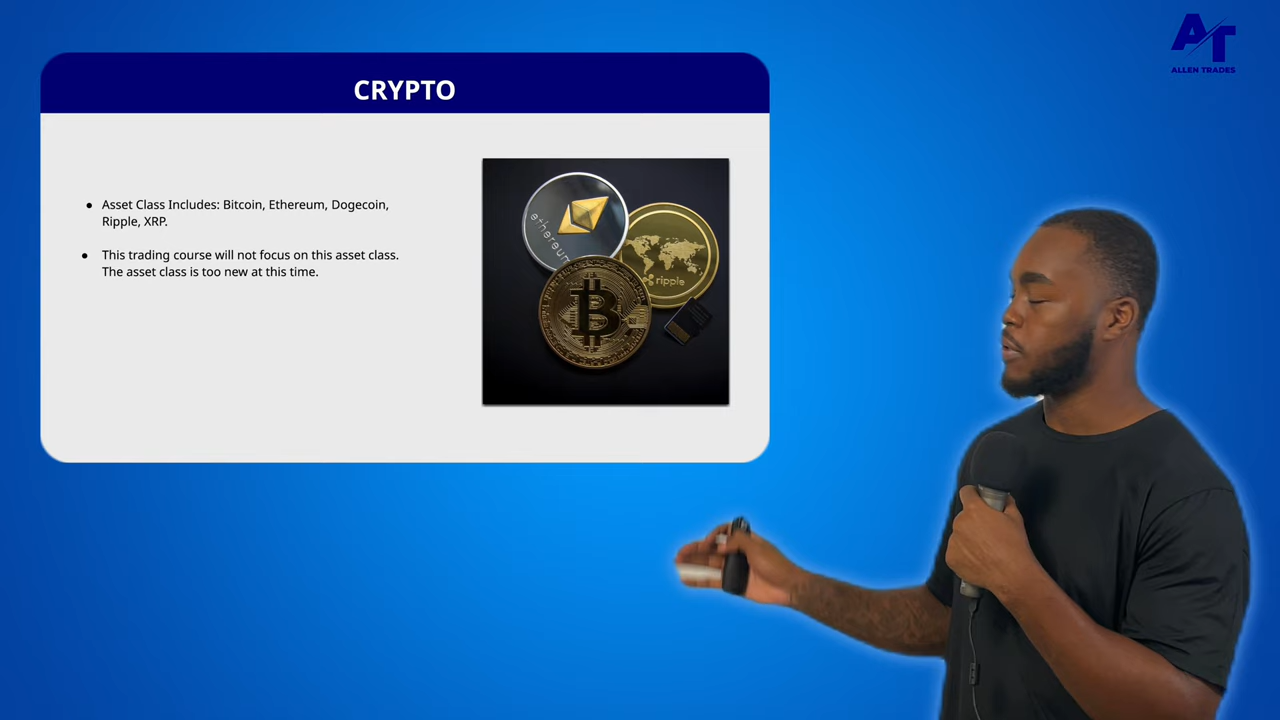 AT
ALLEN TRADES
CRYPTO
● Asset Class Includes: Bitcoin, Ethereum, Dogecoin,
Ripple, XRP.
● This trading course will not focus on this asset class.
The asset class is too new at this time.
ethereum
ripple